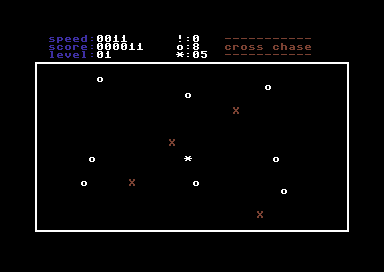 speed:0011 !:0 -----------
score:000011 o:8 cross chase
level:01 *:05 -----------
o
o
o
x
x
o * o
o x o
o
x